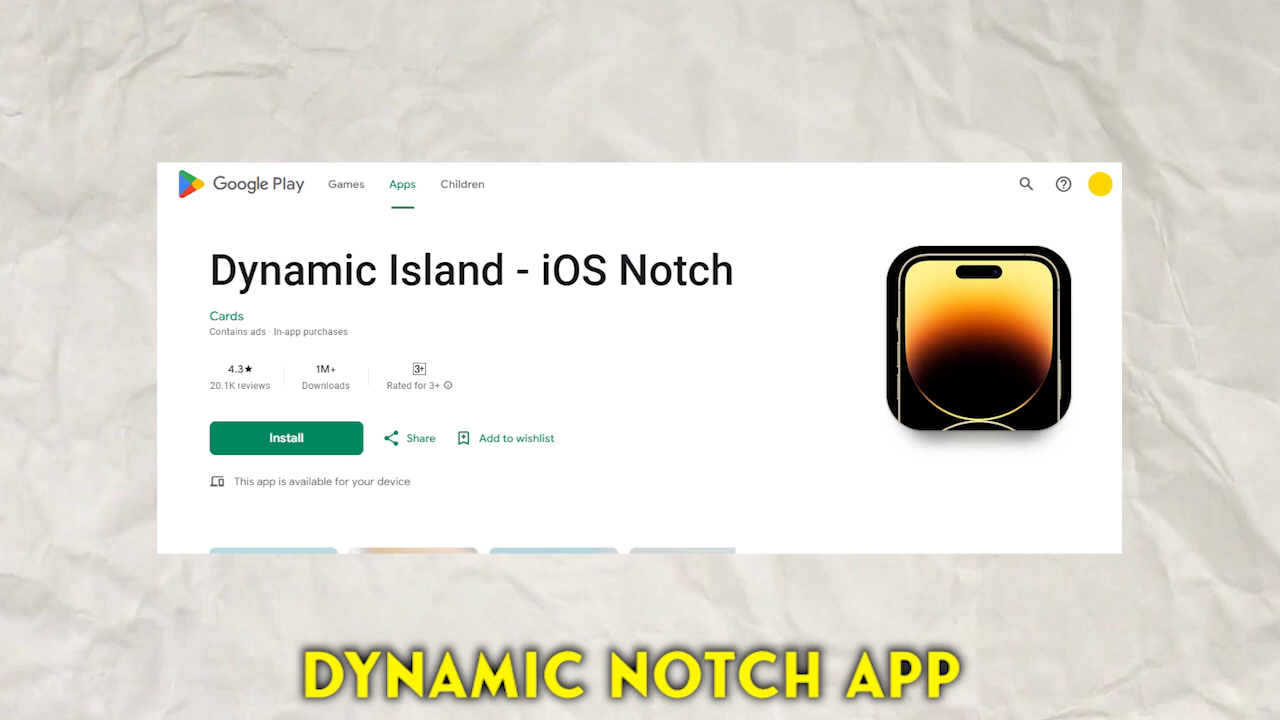 Google Play Games Apps Children
Dynamic Island - iOS Notch
Cards
Contains ads · In-app purchases
4.3★ 1M+ 3+
20.1K reviews Downloads Rated for 3+
Install Share Add to wishlist
This app is available for your device
DYNAMIC NOTCH APP